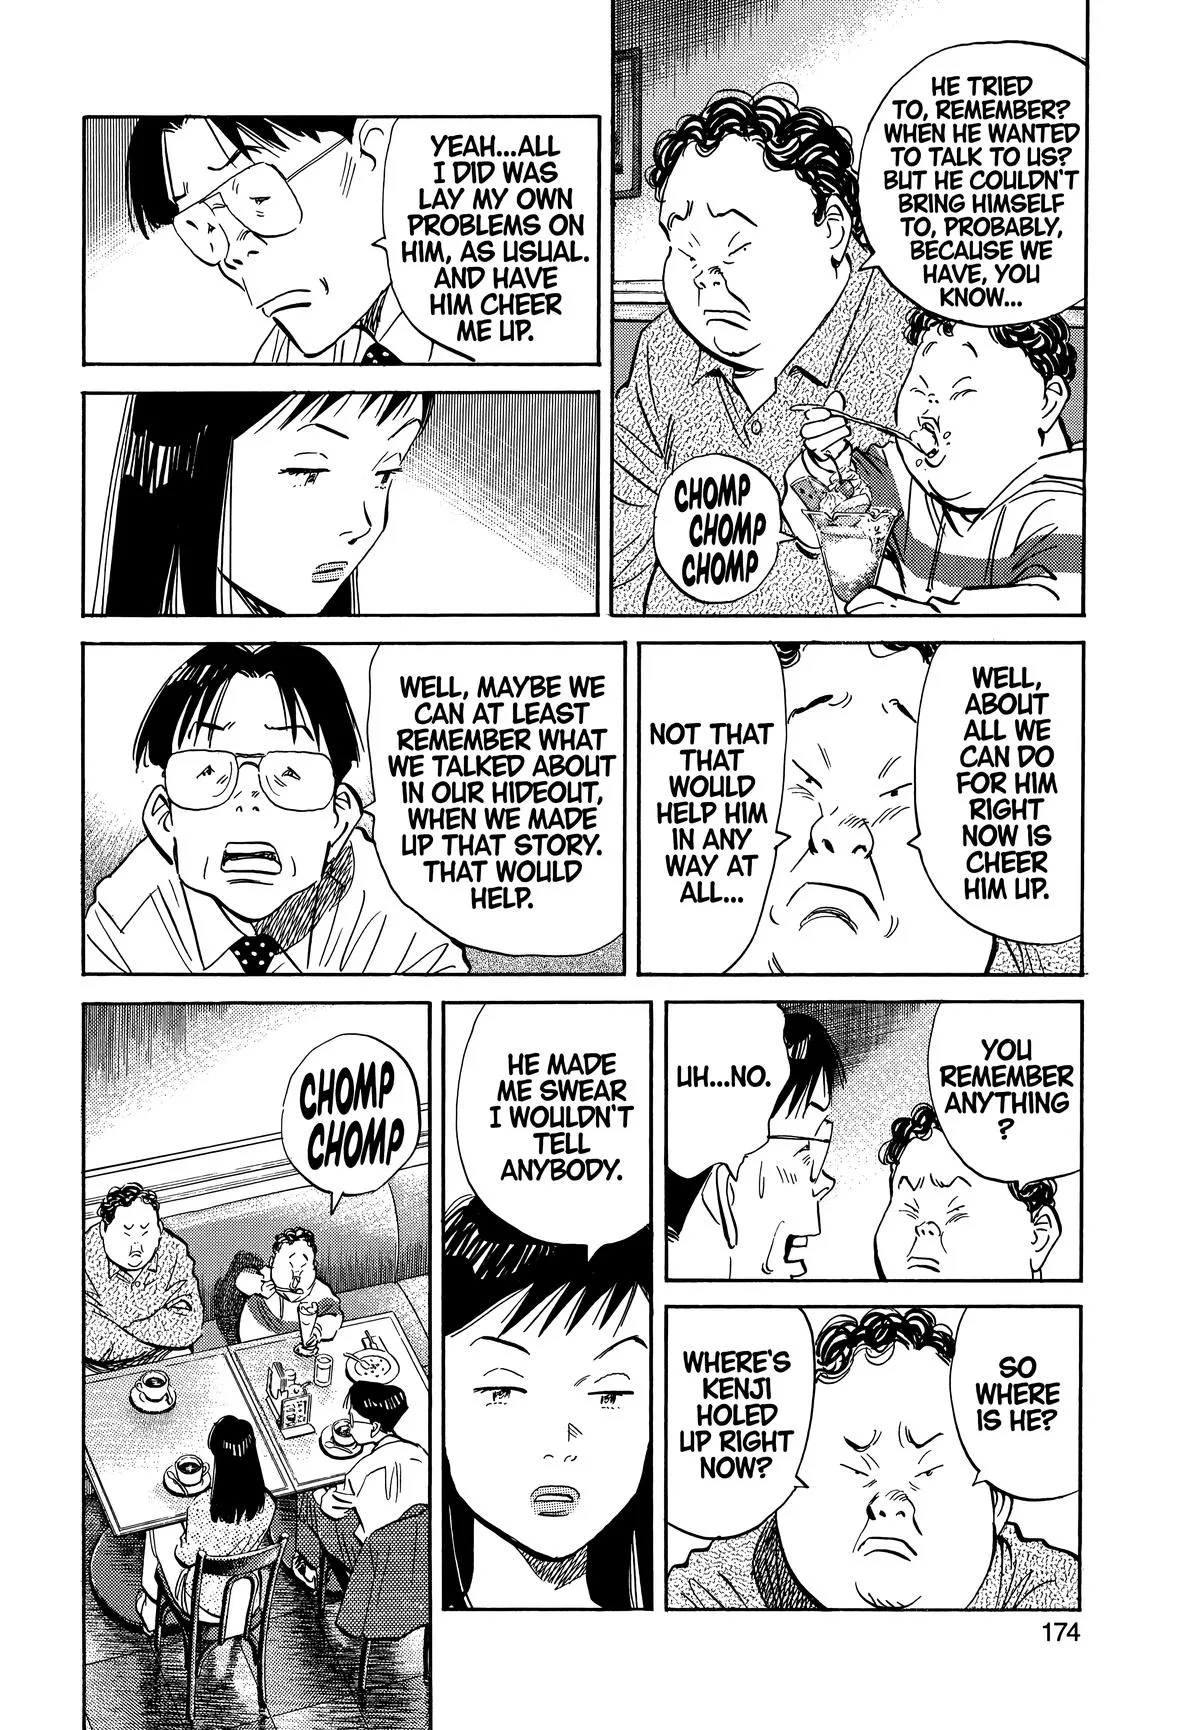 HE TRIED
TO, REMEMBER?
WHEN HE WANTED
TO TALK TO US?
BUT HE COULDN'T
BRING HIMSELF
TO, PROBABLY,
BECAUSE WE
HAVE, YOU
KNOW...
CHOMP
CHOMP
CHOMP
YEAH...ALL
I DID WAS
LAY MY OWN
PROBLEMS ON
HIM, AS USUAL.
AND HAVE
HIM CHEER
ME UP.
WELL,
ABOUT
ALL WE
CAN DO
FOR HIM
RIGHT
NOW IS
CHEER
HIM UP.
NOT THAT
THAT
WOULD
HELP HIM
IN ANY
WAY AT
ALL...
WELL, MAYBE WE
CAN AT LEAST
REMEMBER WHAT
WE TALKED ABOUT
IN OUR HIDEOUT,
WHEN WE MADE
UP THAT STORY.
THAT WOULD
HELP.
YOU
REMEMBER
ANYTHING
?
UH...NO.
SO
WHERE
IS HE?
WHERE'S
KENJI
HOLED
UP RIGHT
NOW?
HE MADE
ME SWEAR
I WOULDN'T
TELL
ANYBODY.
CHOMP
CHOMP
174